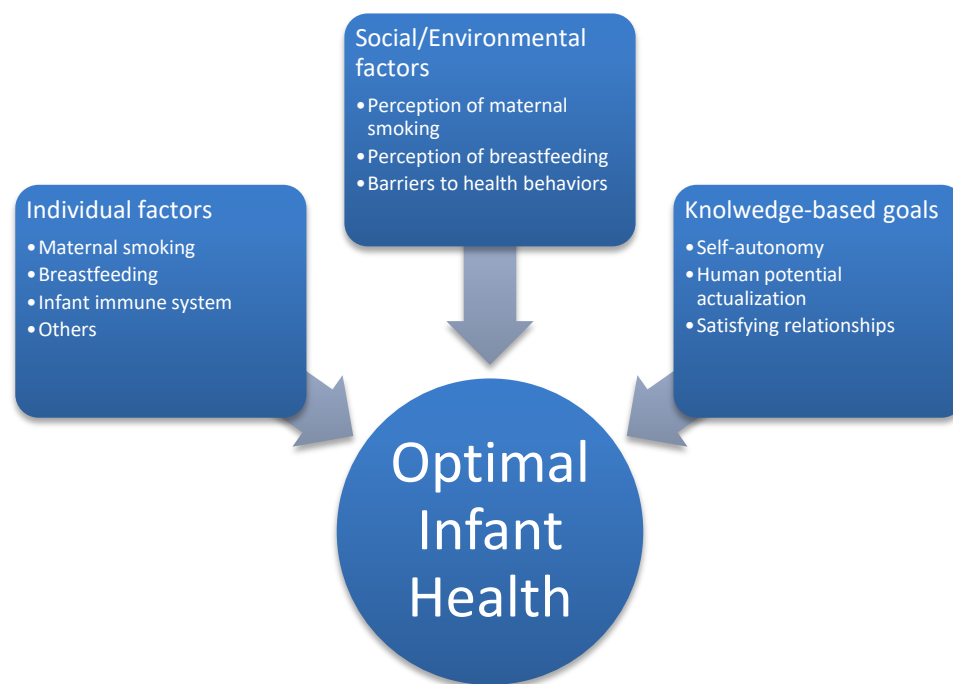 Social/Environmental
factors
•Perception of maternal
smoking
•Perception of breastfeeding
•Barriers to health behaviors
Individual factors
•Maternal smoking
•Breastfeeding
•Infant immune system
•Others
Knolwedge-based goals
•Self-autonomy
•Human potential
actualization
•Satisfying relationships
Optimal
Infant
Health